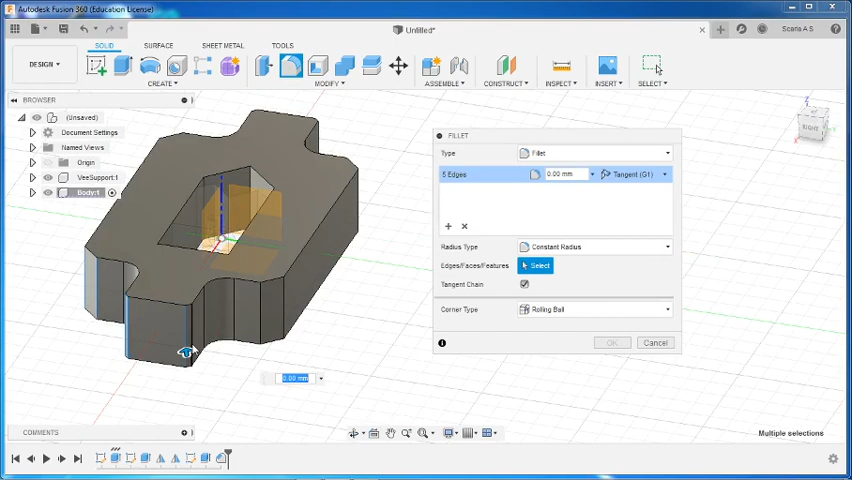 Autodesk Fusion 360 (Education License)
Untitled*
Scaria A S
SOLID SURFACE SHEET METAL TOOLS
DESIGN
CREATE MODIFY ASSEMBLE CONSTRUCT INSPECT INSERT SELECT
BROWSER
(Unsaved)
Document Settings
Named Views
Origin
VeeSupport:1
Body:1
RIGHT
X
Y
FILLET
Type Fillet
5 Edges 0.00 mm Tangent (G1)
Radius Type Constant Radius
Edges/Faces/Features Select
Tangent Chain
Corner Type Rolling Ball
OK Cancel
0.00 mm
COMMENTS
Multiple selections